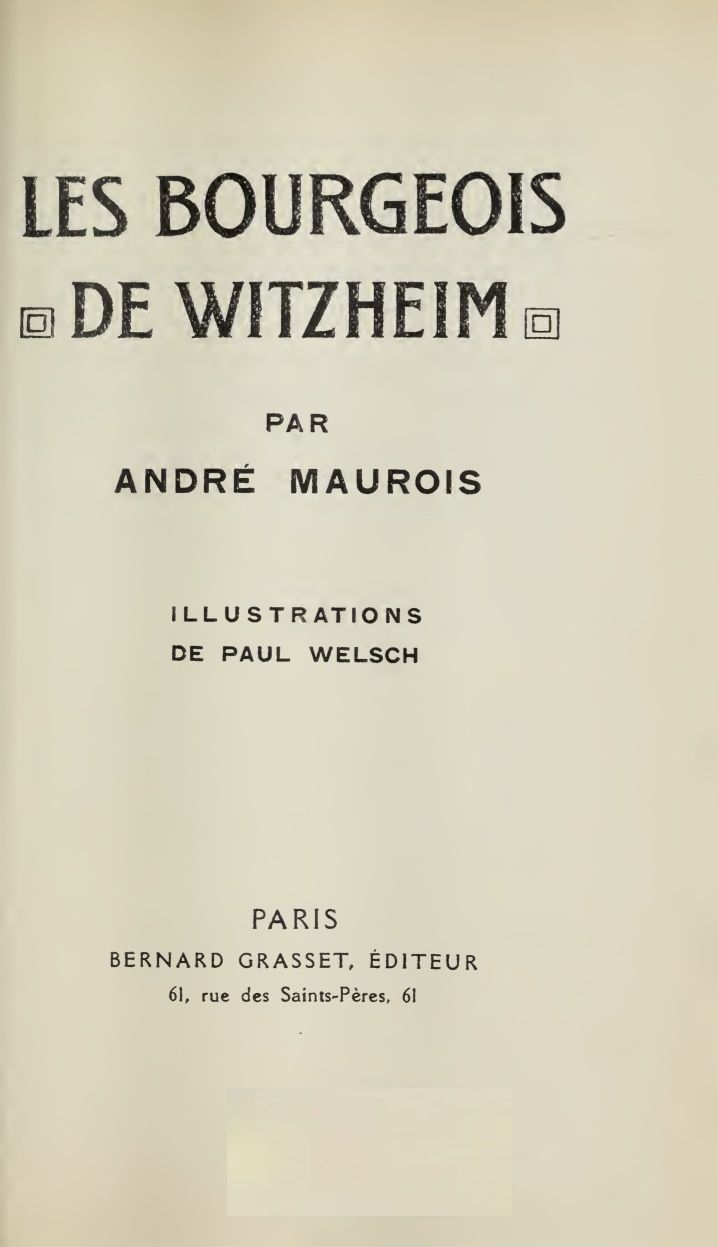 LES BOURGEOIS
DE WITZHEIM
PAR
ANDRÉ MAUROIS
ILLUSTRATIONS
DE PAUL WELSCH
PARIS
BERNARD GRASSET, ÉDITEUR
61, rue des Saints-Pères, 61